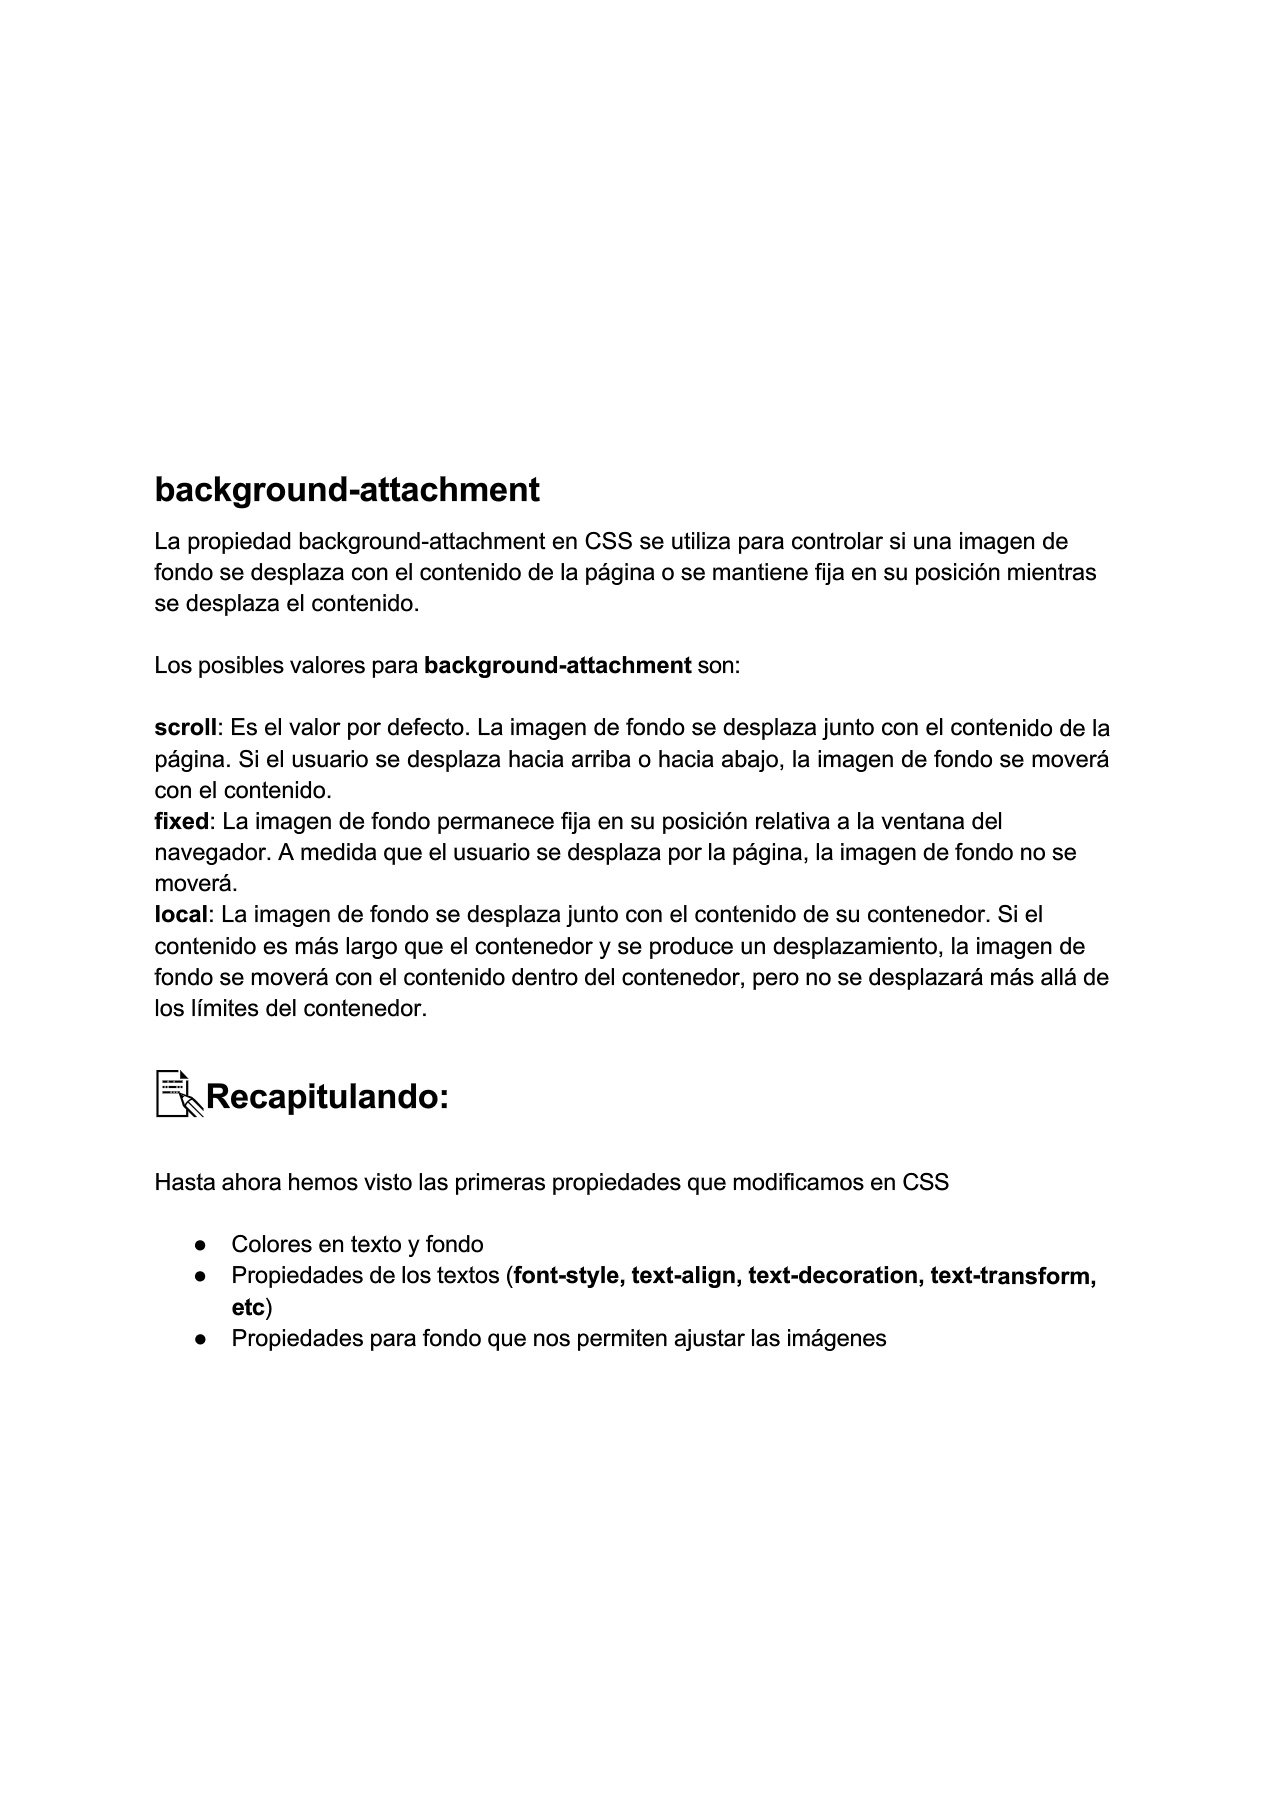 background-attachment
La propiedad background-attachment en CSS se utiliza para controlar si una imagen de
fondo se desplaza con el contenido de la página o se mantiene fija en su posición mientras
se desplaza el contenido.
Los posibles valores para background-attachment son:
scroll: Es el valor por defecto. La imagen de fondo se desplaza junto con el contenido de la
página. Si el usuario se desplaza hacia arriba o hacia abajo, la imagen de fondo se moverá
con el contenido.
fixed: La imagen de fondo permanece fija en su posición relativa a la ventana del
navegador. A medida que el usuario se desplaza por la página, la imagen de fondo no se
moverá.
local: La imagen de fondo se desplaza junto con el contenido de su contenedor. Si el
contenido es más largo que el contenedor y se produce un desplazamiento, la imagen de
fondo se moverá con el contenido dentro del contenedor, pero no se desplazará más allá de
los límites del contenedor.
Recapitulando:
Hasta ahora hemos visto las primeras propiedades que modificamos en CSS
● Colores en texto y fondo
● Propiedades de los textos (font-style, text-align, text-decoration, text-transform,
etc)
● Propiedades para fondo que nos permiten ajustar las imágenes